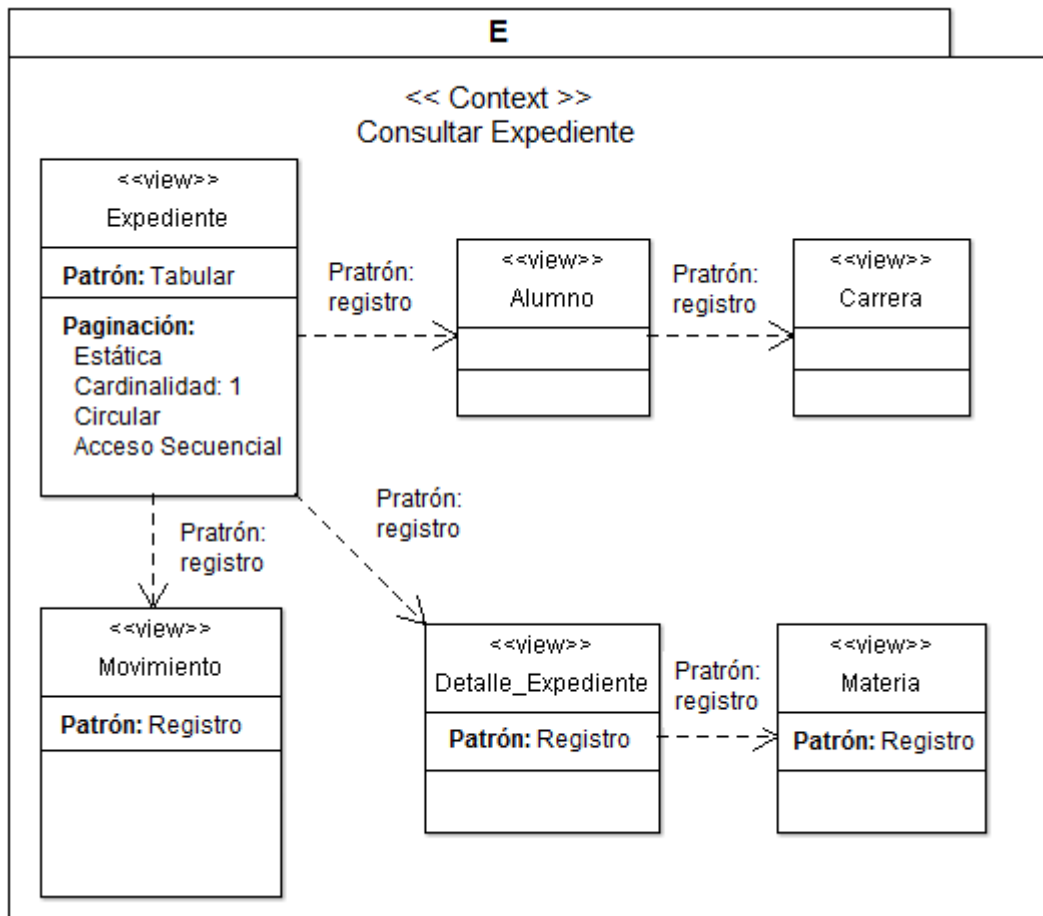 E
<< Context >>
Consultar Expediente
<<view>>
Expediente
Patrón: Tabular
Paginación:
Estática
Cardinalidad: 1
Circular
Acceso Secuencial
Pratrón:
registro
<<view>>
Alumno
Pratrón:
registro
<<view>>
Carrera
Pratrón:
registro
Pratrón:
registro
<<view>>
Movimiento
Patrón: Registro
<<view>>
Detalle_Expediente
Patrón: Registro
Pratrón:
registro
<<view>>
Materia
Patrón: Registro